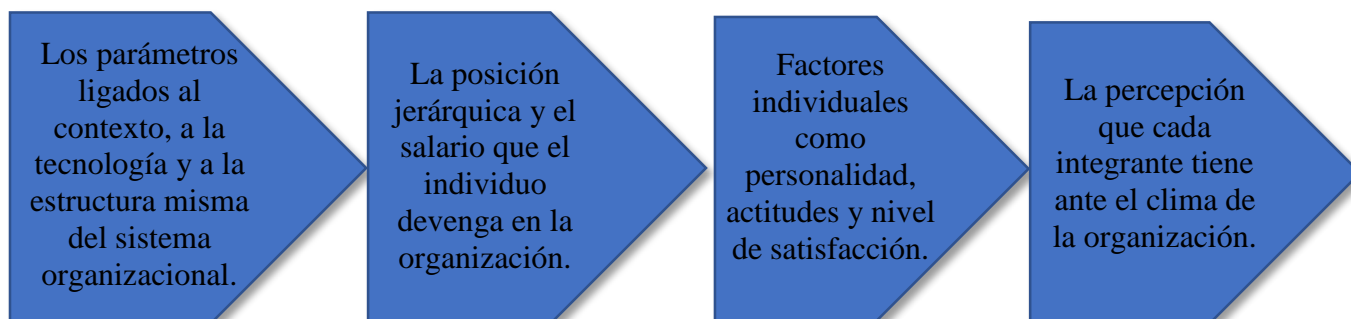 Los parámetros
ligados al
contexto, a la
tecnología y a la
estructura misma
del sistema
organizacional.
La posición
jerárquica y el
salario que el
individuo
devenga en la
organización.
Factores
individuales
como
personalidad,
actitudes y nivel
de satisfacción.
La percepción
que cada
integrante tiene
ante el clima de
la organización.